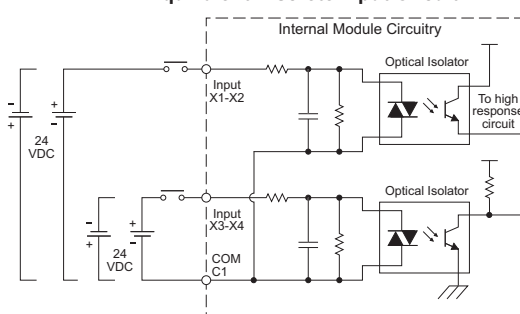 Internal Module Circuitry
Optical Isolator
Input
X1-X2
To high
response
circuit
-
+
+
-
24
VDC
Optical Isolator
Input
X3-X4
-
+
+
-
24
VDC
COM
C1